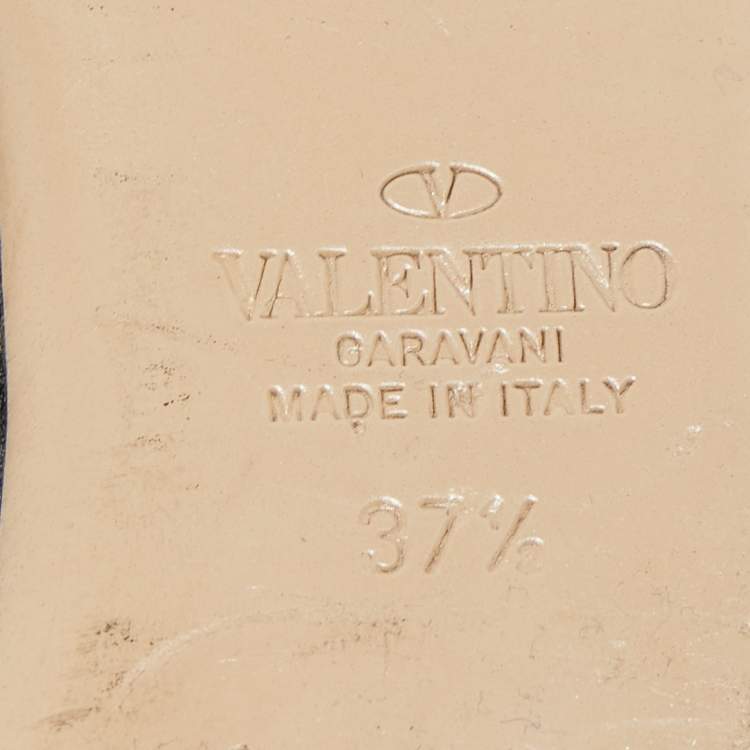 V
VALENTINO
GARAVANI
MADE IN ITALY
37½